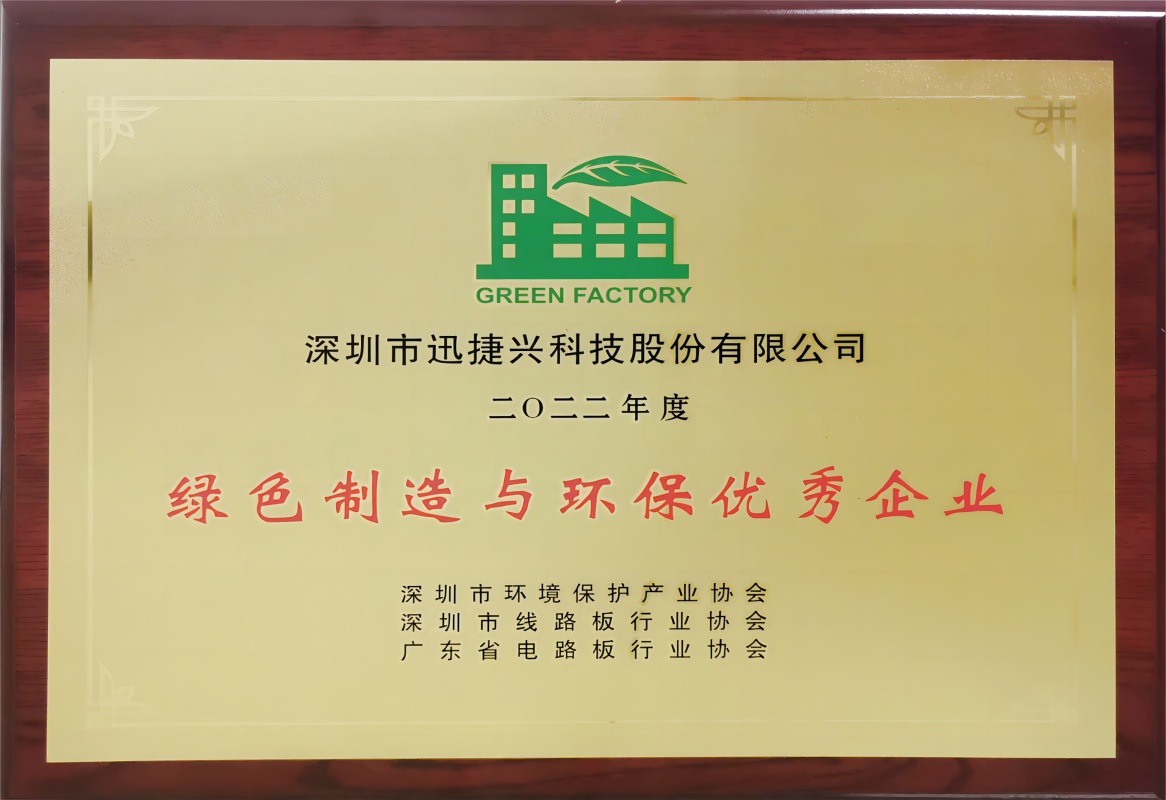 GREEN FACTORY
深圳市迅捷兴科技股份有限公司
二〇二二年度
绿色制造与环保优秀企业
深圳市环境保护产业协会
深圳市线路板行业协会
广东省电路板行业协会